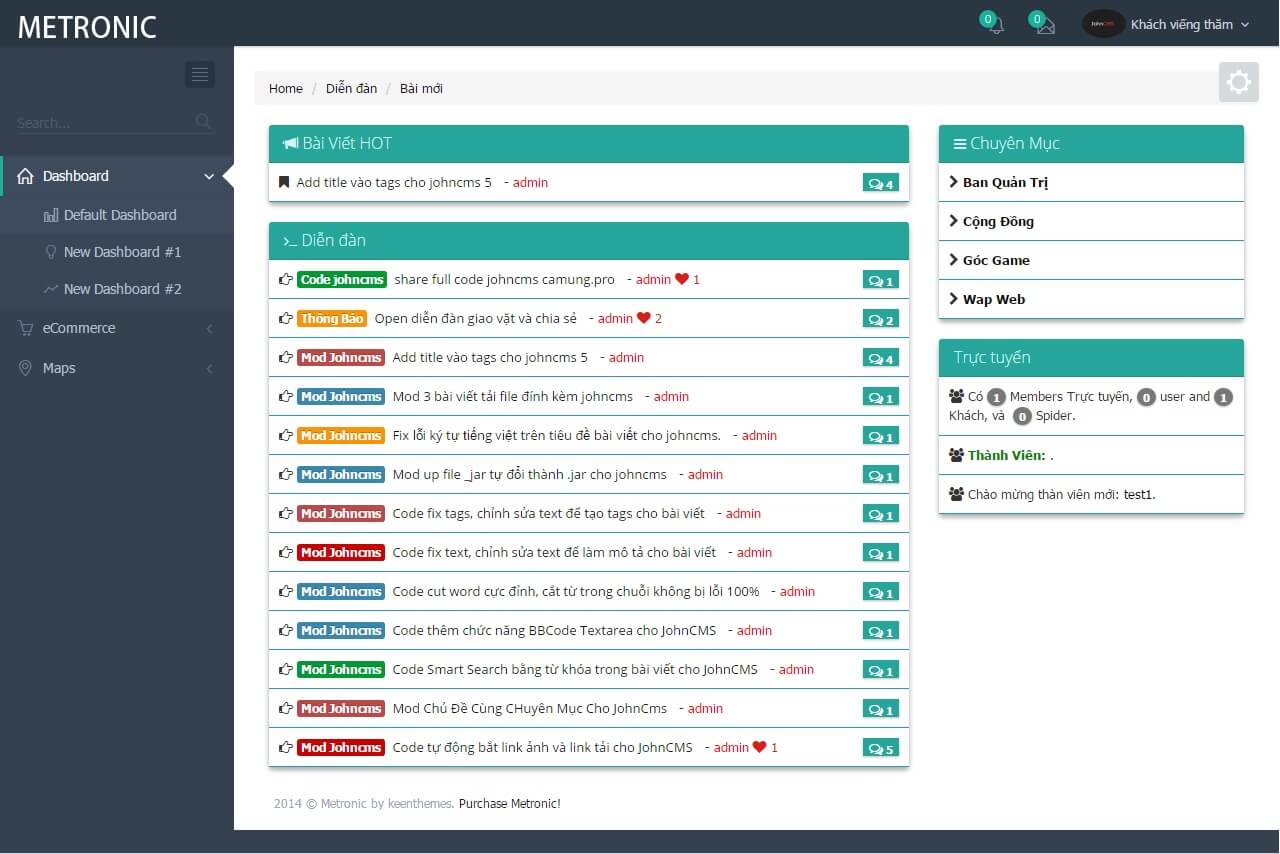 METRONIC
0
0
JohnCMS
Khách viếng thăm
Search...
Dashboard
Default Dashboard
New Dashboard #1
New Dashboard #2
eCommerce
Maps
Home / Diễn đàn / Bài mới
Bài Viết HOT
Add title vào tags cho johncms 5 - admin 4
Diễn đàn
Code johncms share full code johncms camung.pro - admin 1 1
Thông Báo Open diễn đàn giao vặt và chia sẻ - admin 2 2
Mod Johncms Add title vào tags cho johncms 5 - admin 4
Mod Johncms Mod 3 bài viết tải file đính kèm johncms - admin 1
Mod Johncms Fix lỗi ký tự tiếng việt trên tiêu đề bài viết cho johncms. - admin 1
Mod Johncms Mod up file _jar tự đổi thành .jar cho johncms - admin 1
Mod Johncms Code fix tags, chỉnh sửa text để tạo tags cho bài viết - admin 1
Mod Johncms Code fix text, chỉnh sửa text để làm mô tả cho bài viết - admin 1
Mod Johncms Code cut word cực đỉnh, cắt từ trong chuỗi không bị lỗi 100% - admin 1
Mod Johncms Code thêm chức năng BBCode Textarea cho JohnCMS - admin 1
Mod Johncms Code Smart Search bằng từ khóa trong bài viết cho JohnCMS - admin 1
Mod Johncms Mod Chủ Đề Cùng CHuyên Mục Cho JohnCms - admin 1
Mod Johncms Code tự động bắt link ảnh và link tải cho JohnCMS - admin 1 5
Chuyên Mục
Ban Quản Trị
Cộng Đồng
Góc Game
Wap Web
Trực tuyến
Có 1 Members Trực tuyến, 0 user and 1
Khách, và 0 Spider.
Thành Viên: .
Chào mừng thàn viên mới: test1.
2014 © Metronic by keenthemes. Purchase Metronic!